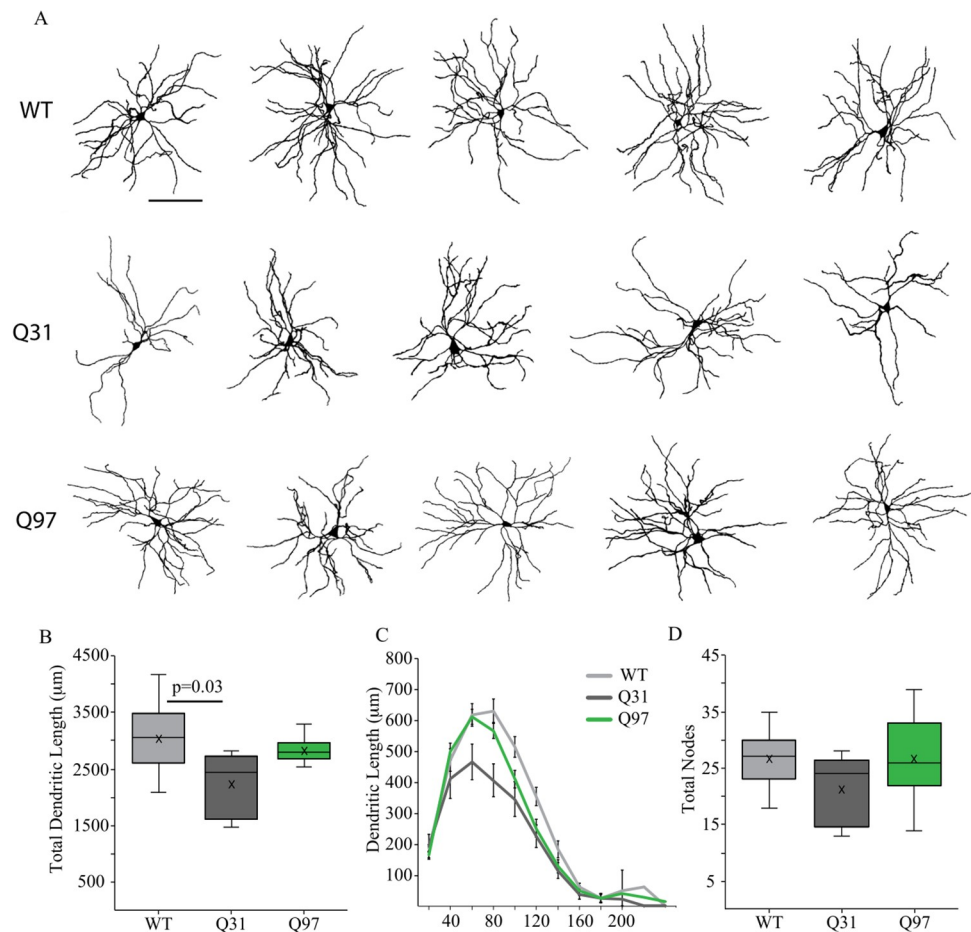 A
WT
Q31
Q97
B
Total Dendritic Length (μm)
4500
3500
2500
1500
500
p=0.03
WT Q31 Q97
C
Dendritic Length (μm)
800
700
600
500
400
300
200
100
40 80 120 160 200
WT
Q31
Q97
D
Total Nodes
45
35
25
15
5
WT Q31 Q97